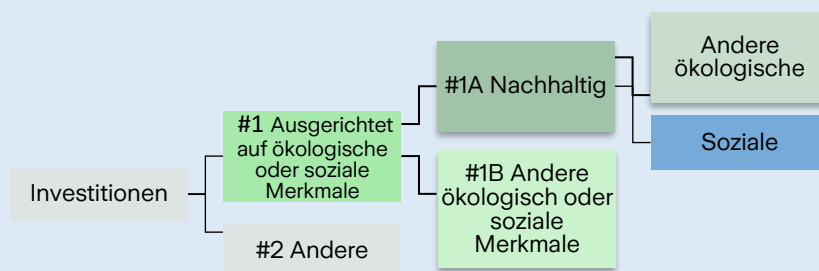 Investitionen
#1 Ausgerichtet
auf ökologische
oder soziale
Merkmale
#2 Andere
#1A Nachhaltig
#1B Andere
ökologisch oder
soziale
Merkmale
Andere
ökologische
Soziale